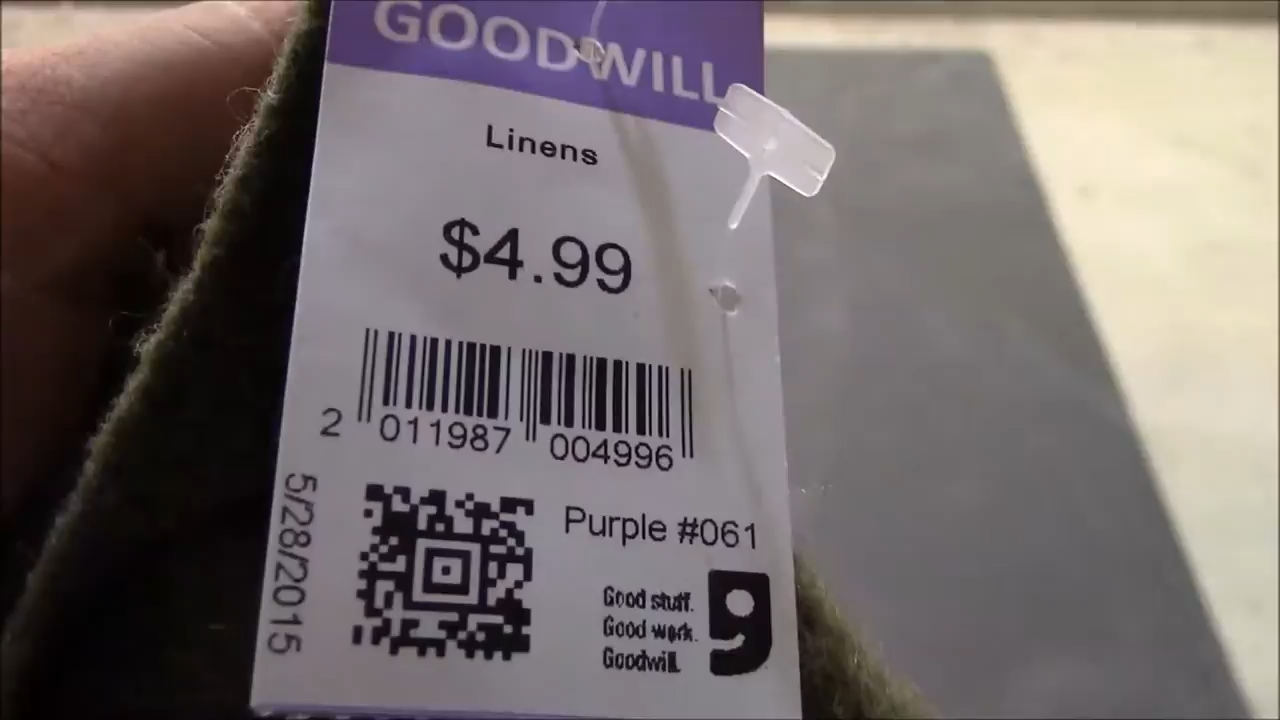 GOODWILL
Linens
$4.99
2 011987 004996
5/28/2015
Purple #061
Good stuff.
Good work.
Goodwill.